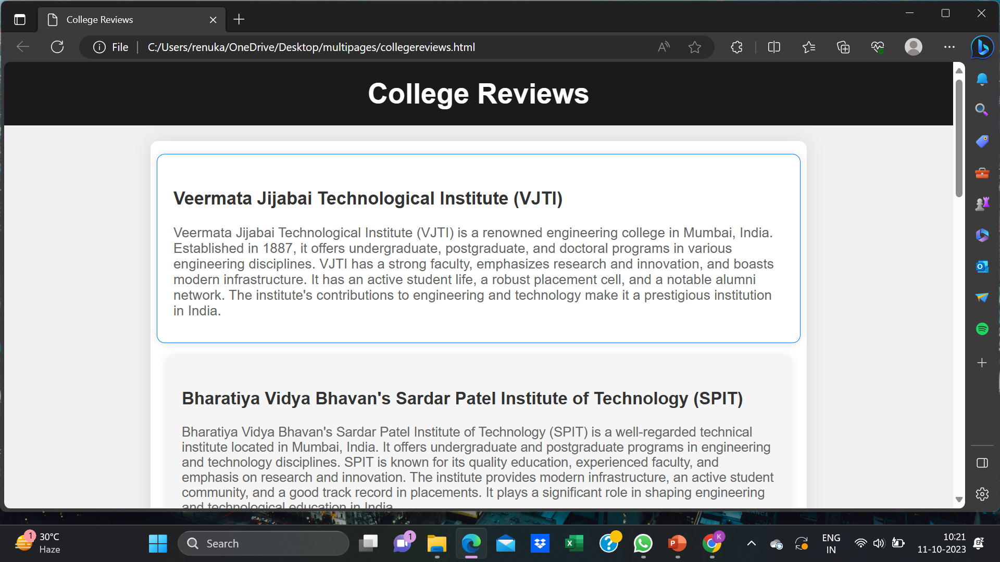 College Reviews
File
C:/Users/renuka/OneDrive/Desktop/multipages/collegereviews.html
College Reviews
Veermata Jijabai Technological Institute (VJTI)
Veermata Jijabai Technological Institute (VJTI) is a renowned engineering college in Mumbai, India.
Established in 1887, it offers undergraduate, postgraduate, and doctoral programs in various
engineering disciplines. VJTI has a strong faculty, emphasizes research and innovation, and boasts
modern infrastructure. It has an active student life, a robust placement cell, and a notable alumni
network. The institute's contributions to engineering and technology make it a prestigious institution
in India.
Bharatiya Vidya Bhavan's Sardar Patel Institute of Technology (SPIT)
Bharatiya Vidya Bhavan's Sardar Patel Institute of Technology (SPIT) is a well-regarded technical
institute located in Mumbai, India. It offers undergraduate and postgraduate programs in engineering
and technology disciplines. SPIT is known for its quality education, experienced faculty, and
emphasis on research and innovation. The institute provides modern infrastructure, an active student
community, and a good track record in placements. It plays a significant role in shaping engineering
and technological education in India.
1
30°C
Haze
Search
1
K
ENG
IN
10:21
11-10-2023